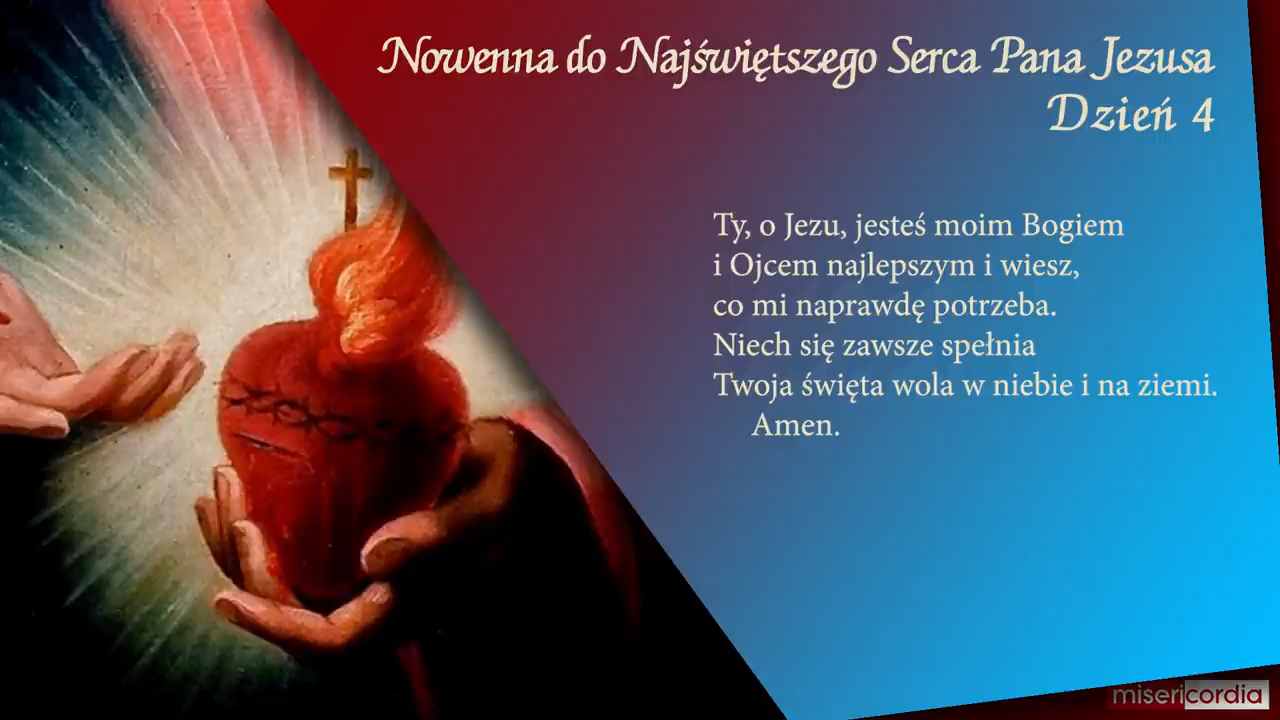 Nowenna do Najświętszego Serca Pana Jezusa
Dzień 4
Ty, o Jezu, jesteś moim Bogiem
i Ojcem najlepszym i wiesz,
co mi naprawdę potrzeba.
Niech się zawsze spełnia
Twoja święta wola w niebie i na ziemi.
Amen.
misericordia